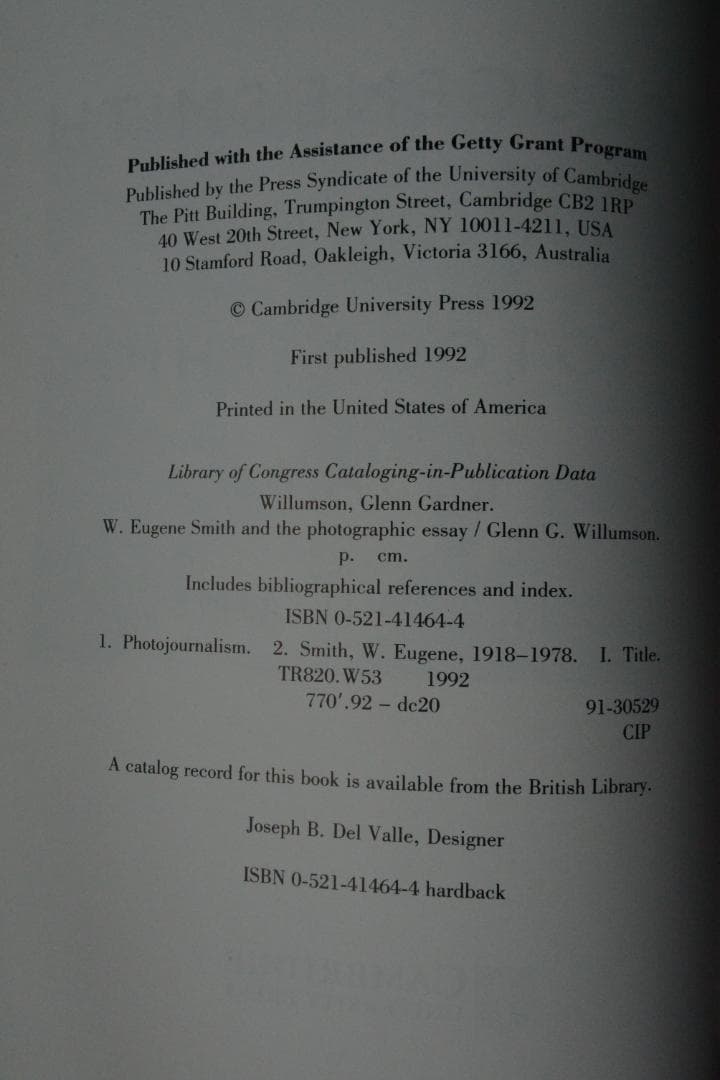 Published with the Assistance of the Getty Grant Program
Published by the Press Syndicate of the University of Cambridge
The Pitt Building, Trumpington Street, Cambridge CB2 1RP
40 West 20th Street, New York, NY 10011-4211, USA
10 Stamford Road, Oakleigh, Victoria 3166, Australia
© Cambridge University Press 1992
First published 1992
Printed in the United States of America
Library of Congress Cataloging-in-Publication Data
Willumson, Glenn Gardner.
W. Eugene Smith and the photographic essay / Glenn G. Willumson.
p. cm.
Includes bibliographical references and index.
ISBN 0-521-41464-4
1. Photojournalism. 2. Smith, W. Eugene, 1918–1978. I. Title.
TR820.W53 1992
770′.92 – dc20 91-30529
CIP
A catalog record for this book is available from the British Library.
Joseph B. Del Valle, Designer
ISBN 0-521-41464-4 hardback